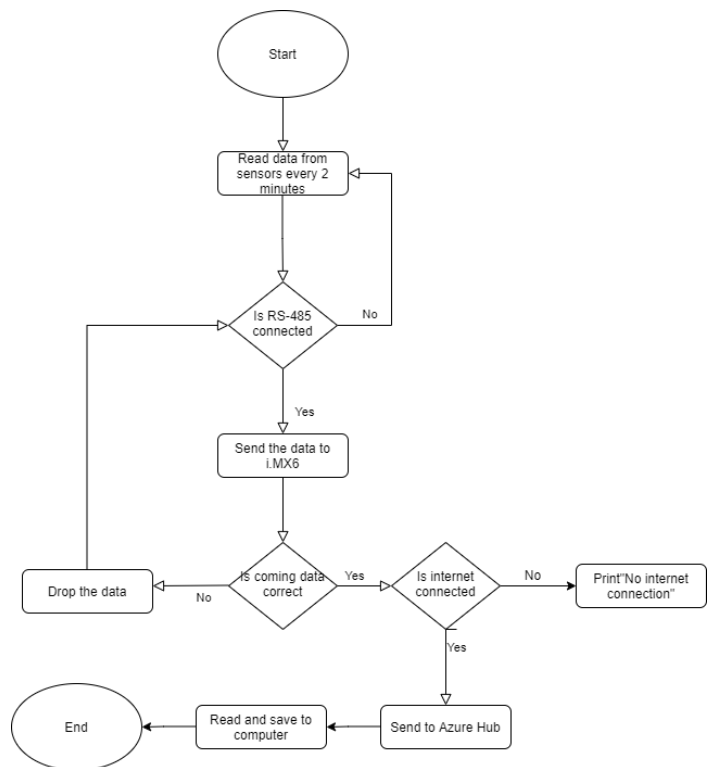 Start
Read data from
sensors every 2
minutes
Is RS-485
connected
No
Yes
Send the data to
i.MX6
Drop the data
No
Is coming data
correct
Yes
Is internet
connected
No
Print"No internet
connection"
Yes
End
Read and save to
computer
Send to Azure Hub